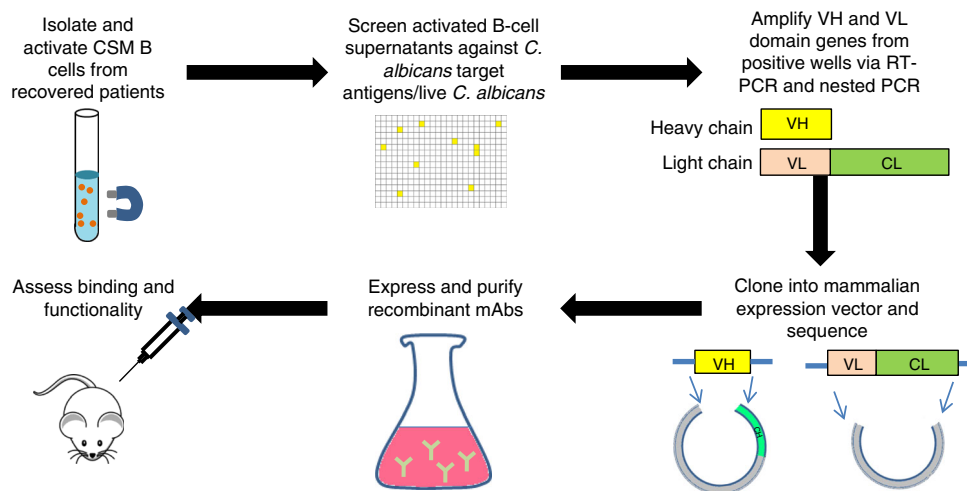 Isolate and
activate CSM B
cells from
recovered patients
Screen activated B-cell
supernatants against C.
albicans target
antigens/live C. albicans
Amplify VH and VL
domain genes from
positive wells via RT-
PCR and nested PCR
Heavy chain
VH
Light chain
VL
CL
Clone into mammalian
expression vector and
sequence
VH
VL
CL
CH
Express and purify
recombinant mAbs
Assess binding and
functionality